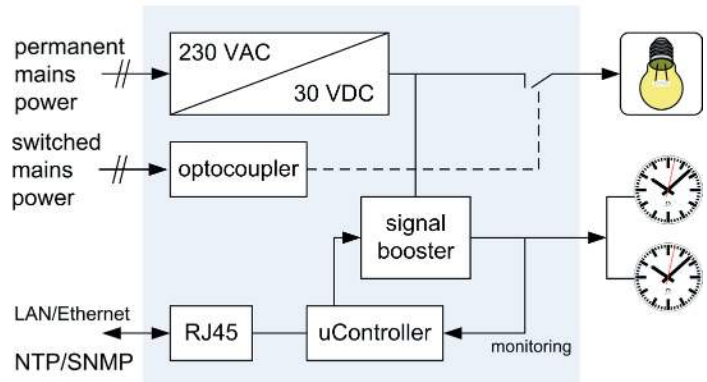 permanent
mains
power
230 VAC
30 VDC
switched
mains
power
optocoupler
signal
booster
LAN/Ethernet
NTP/SNMP
RJ45
uController
monitoring